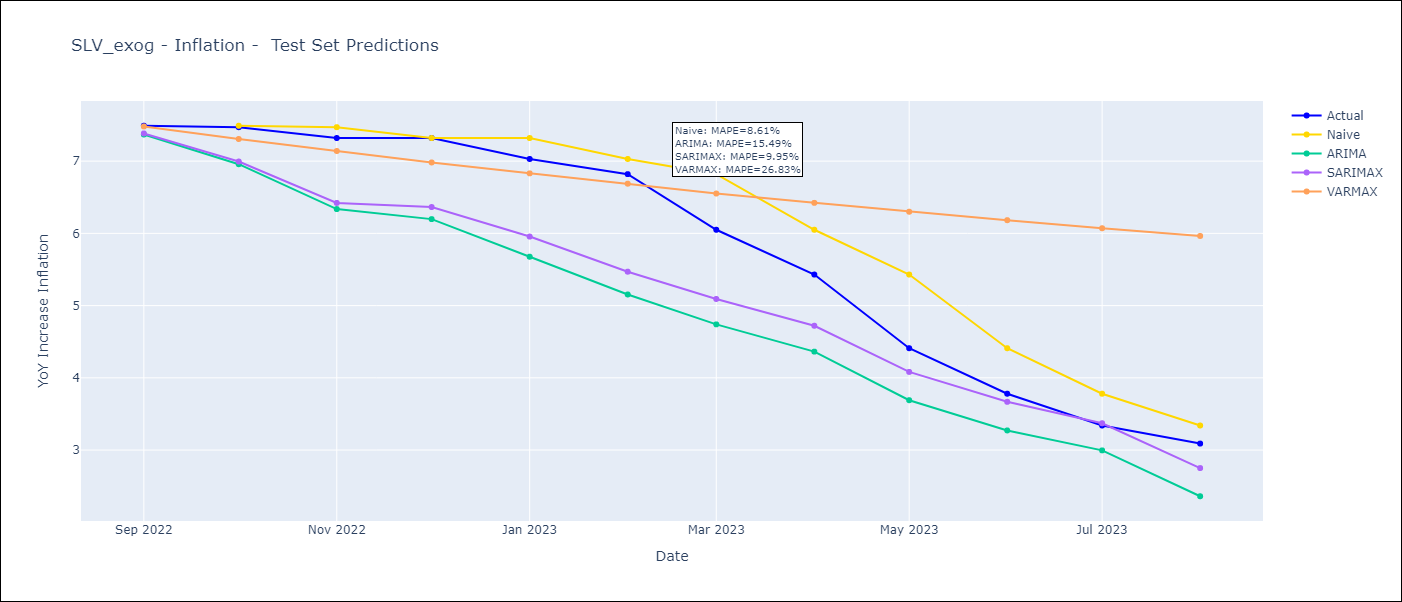 SLV_exog - Inflation -  Test Set Predictions
Actual
Naive
ARIMA
SARIMAX
VARMAX
Naive: MAPE=8.61%
ARIMA: MAPE=15.49%
SARIMAX: MAPE=9.95%
VARMAX: MAPE=26.83%
YoY Increase Inflation
7
6
5
4
3
Sep 2022
Nov 2022
Jan 2023
Mar 2023
May 2023
Jul 2023
Date